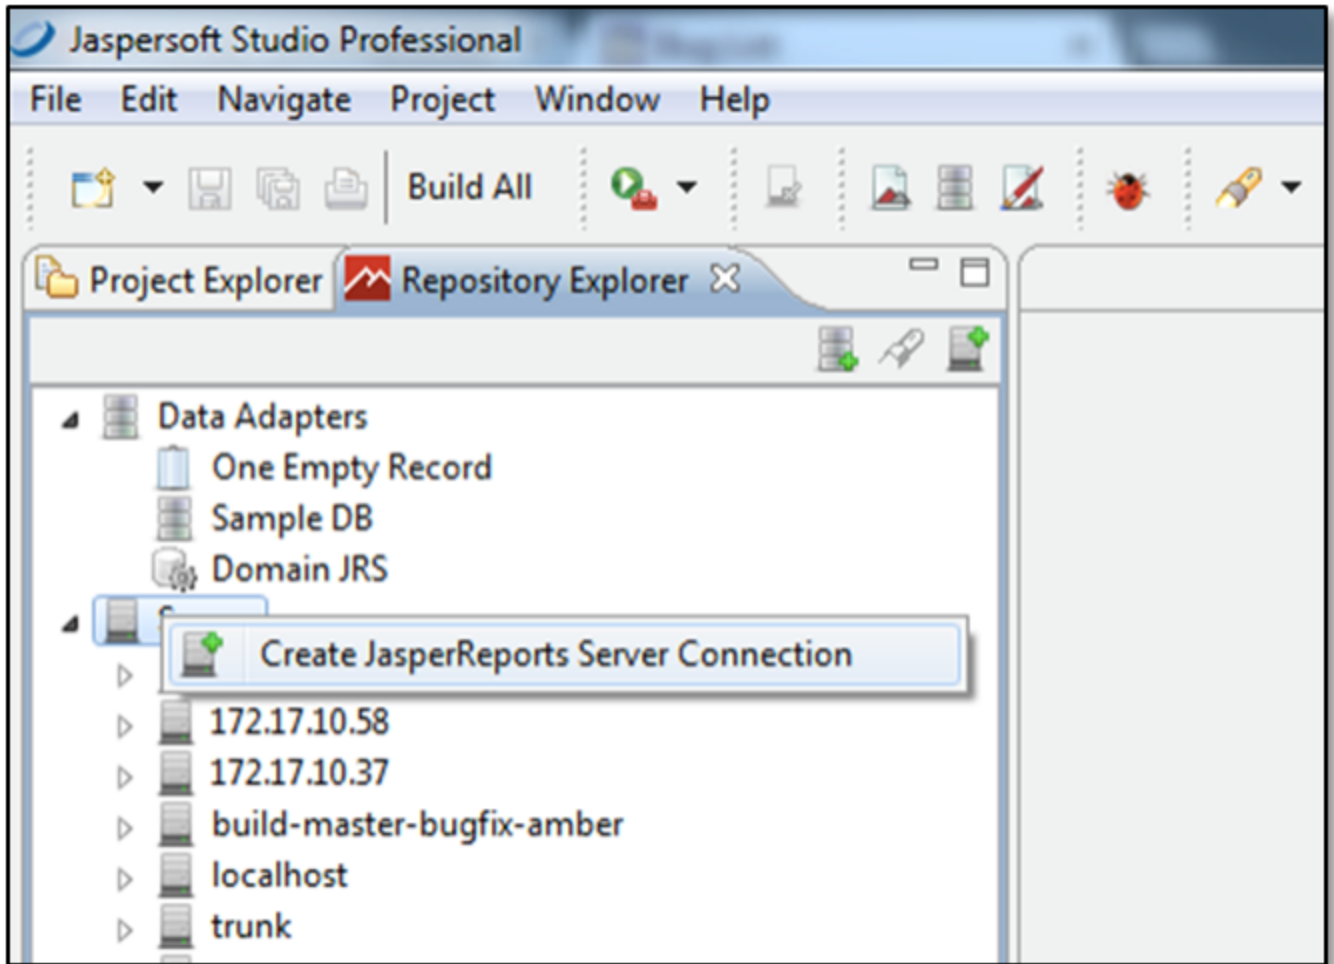 Jaspersoft Studio Professional
File Edit Navigate Project Window Help
Build All
Project Explorer Repository Explorer
Data Adapters
One Empty Record
Sample DB
Domain JRS
Create JasperReports Server Connection
172.17.10.58
172.17.10.37
build-master-bugfix-amber
localhost
trunk